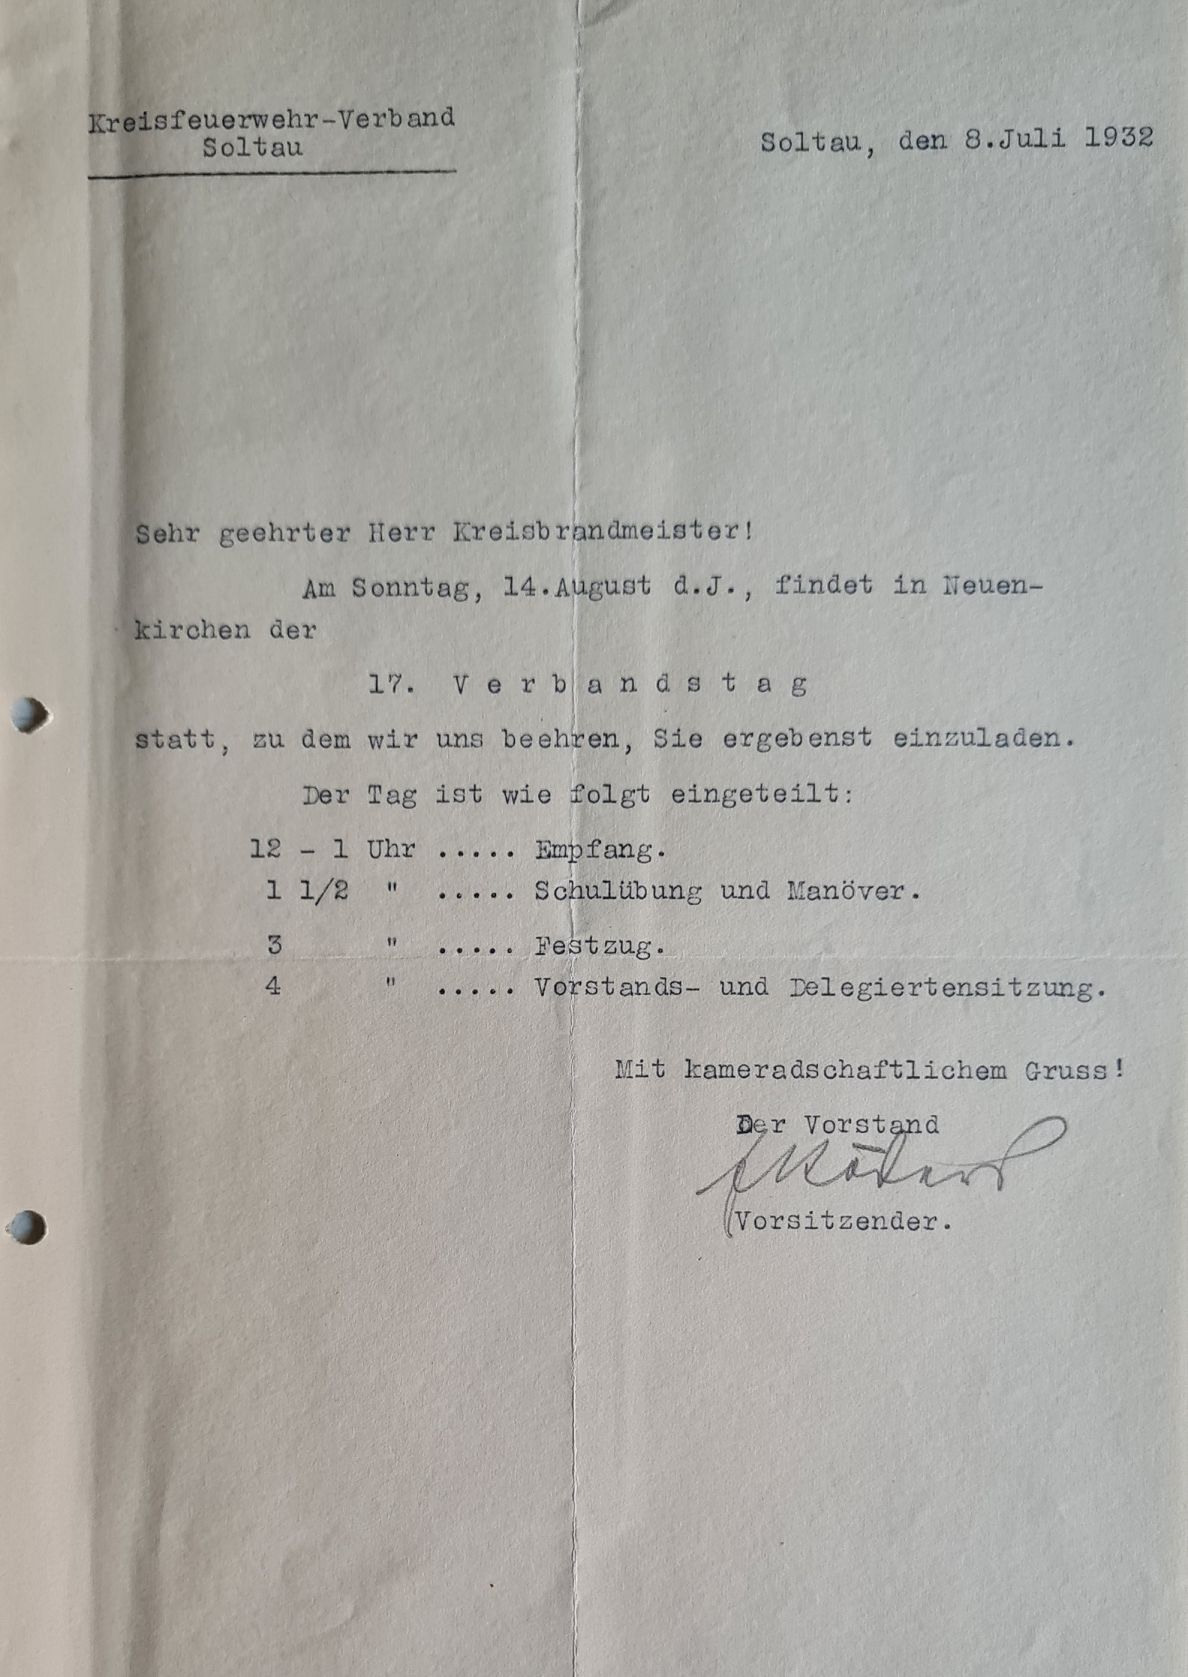 Kreisfeuerwehr-Verband
Soltau
Soltau, den 8.Juli 1932
Sehr geehrter Herr Kreisbrandmeister!
Am Sonntag, 14.August d.J., findet in Neuen-
kirchen der
17. V e r b a n d s t a g
statt, zu dem wir uns beehren, Sie ergebenst einzuladen.
Der Tag ist wie folgt eingeteilt:
12 - 1 Uhr ..... Empfang.
1 1/2 " ..... Schulübung und Manöver.
3 " ..... Festzug.
4 " ..... Vorstands- und Delegiertensitzung.
Mit kameradschaftlichem Gruss!
Der Vorstand
Vorsitzender.